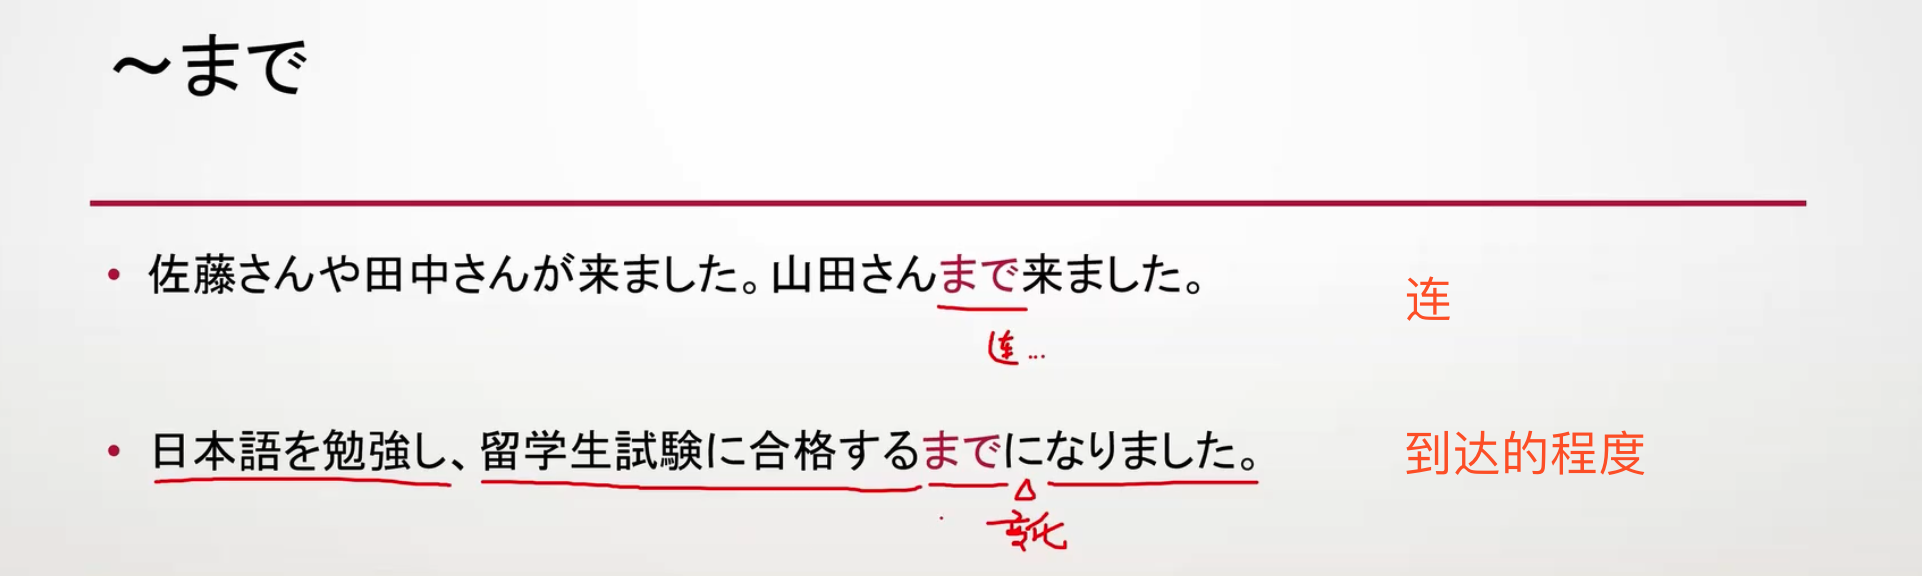 ～まで
• 佐藤さんや田中さんが来ました。山田さんまで来ました。
连
连…
• 日本語を勉強し、留学生試験に合格するまでになりました。
到达的程度
变化